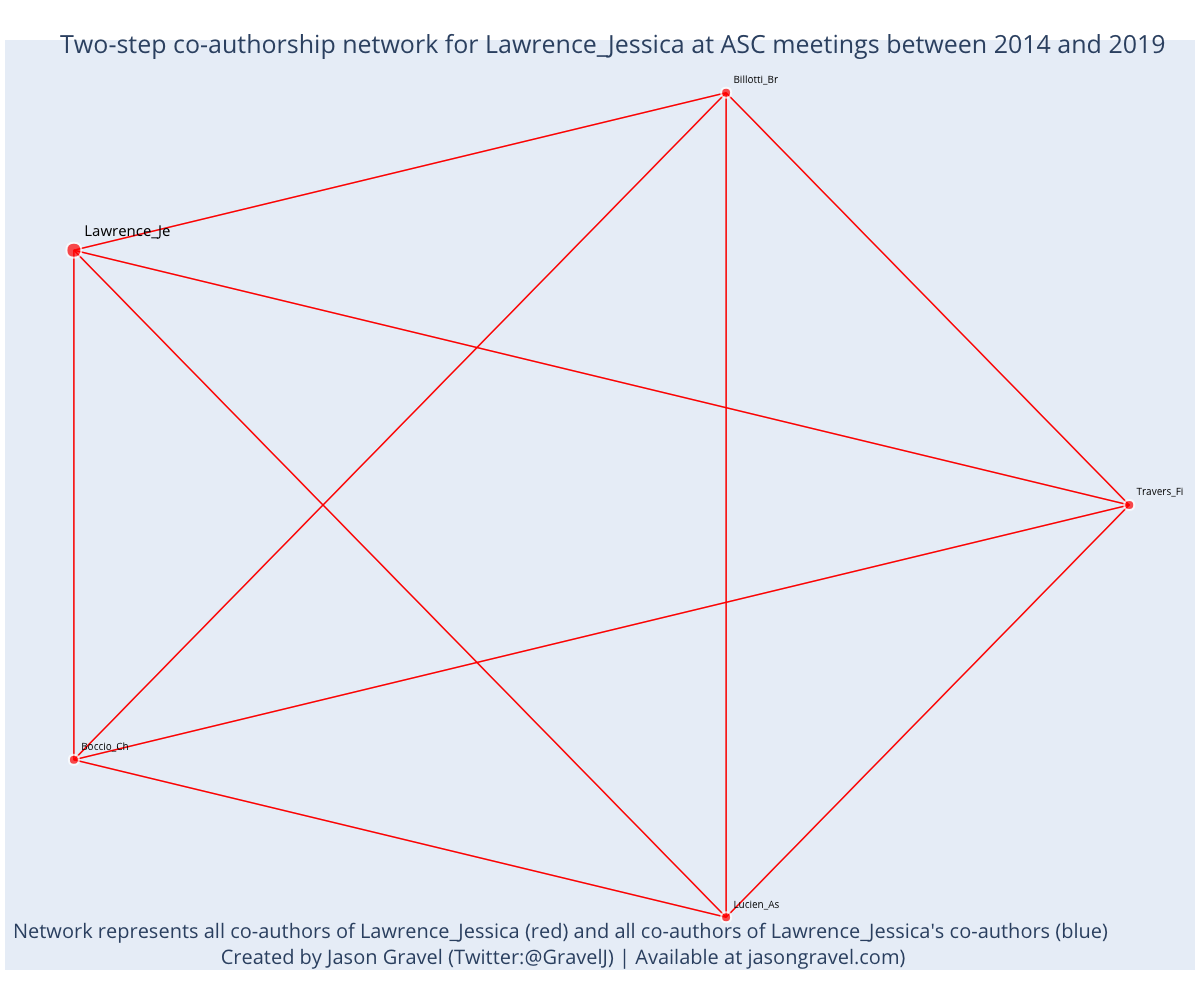 Two-step co-authorship network for Lawrence_Jessica at ASC meetings between 2014 and 2019
Billotti_Br
Lawrence_Je
Travers_Fi
Boccio_Ch
Lucien_As
Network represents all co-authors of Lawrence_Jessica (red) and all co-authors of Lawrence_Jessica's co-authors (blue)
Created by Jason Gravel (Twitter:@GravelJ) | Available at jasongravel.com)